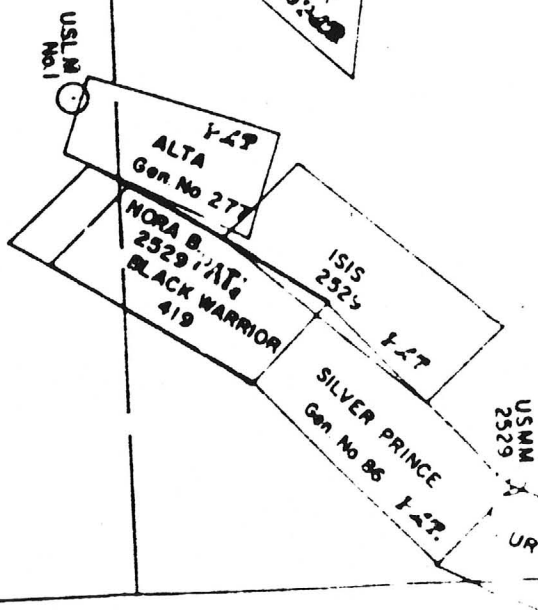 USLM
No.1
ALTA
Gen. No 277
NORA B.
2529
BLACK WARRIOR
419
ISIS
2529
SILVER PRINCE
Gen. No 86
USMM
2529
UR